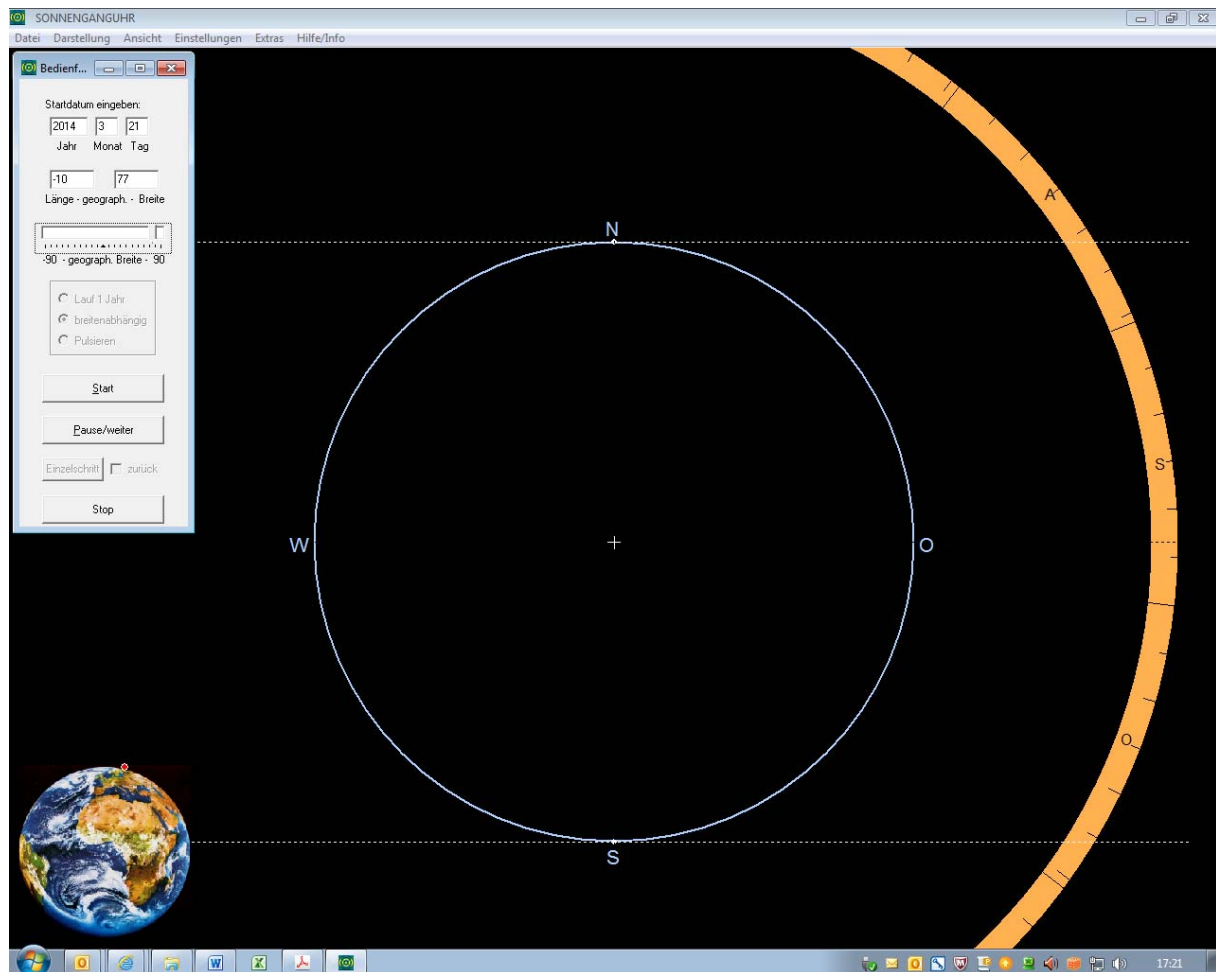 SONNENGANGUHR
Datei Darstellung Ansicht Einstellungen Extras Hilfe/Info
Bedienf...
Startdatum eingeben:
2014 3 21
Jahr Monat Tag
-10 77
Länge - geograph. - Breite
-90 - geograph. Breite - 90
Lauf 1 Jahr
breitenabhängig
Pulsieren
Start
Pause/weiter
Einzelschritt zurück
Stop
N
W
O
S
A
S
O
17:21